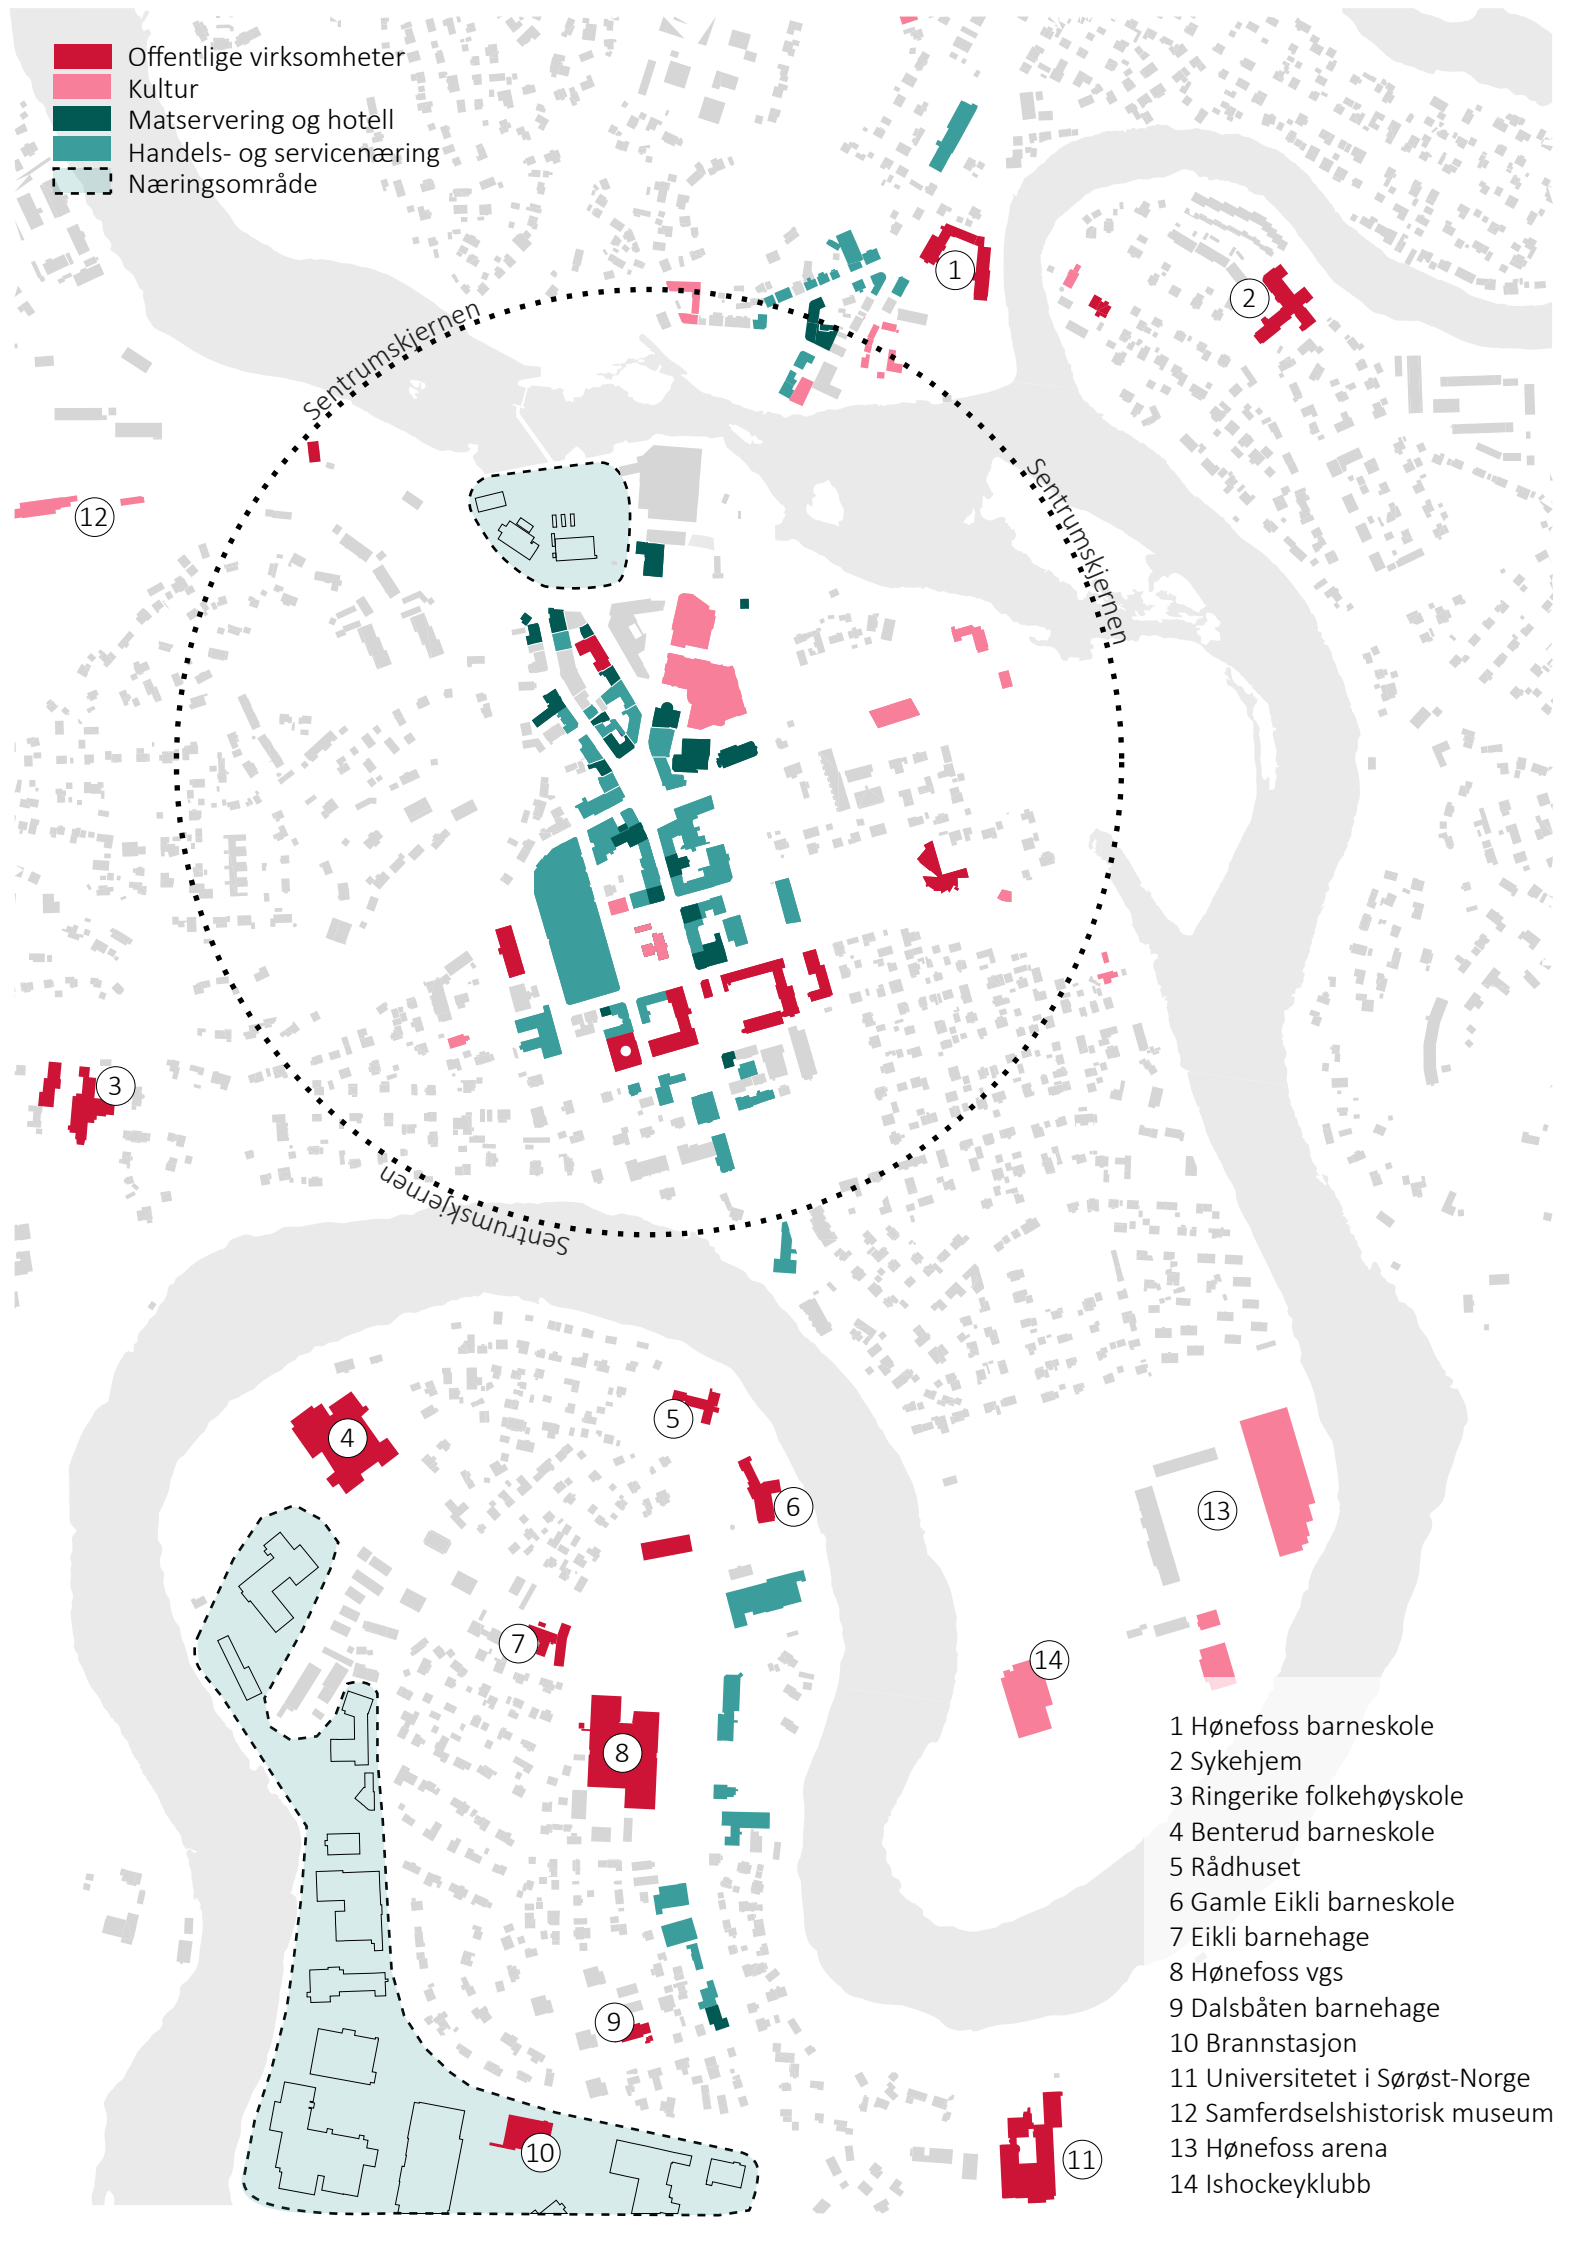 Offentlige virksomheter
Kultur
Matservering og hotell
Handels- og servicenæring
Næringsområde
1
2
Sentrumskjernen
Sentrumskjernen
12
3
Sentrumskjernen
4
5
6
13
7
14
8
9
10
11
1 Hønefoss barneskole
2 Sykehjem
3 Ringerike folkehøyskole
4 Benterud barneskole
5 Rådhuset
6 Gamle Eikli barneskole
7 Eikli barnehage
8 Hønefoss vgs
9 Dalsbåten barnehage
10 Brannstasjon
11 Universitetet i Sørøst-Norge
12 Samferdselshistorisk museum
13 Hønefoss arena
14 Ishockeyklubb